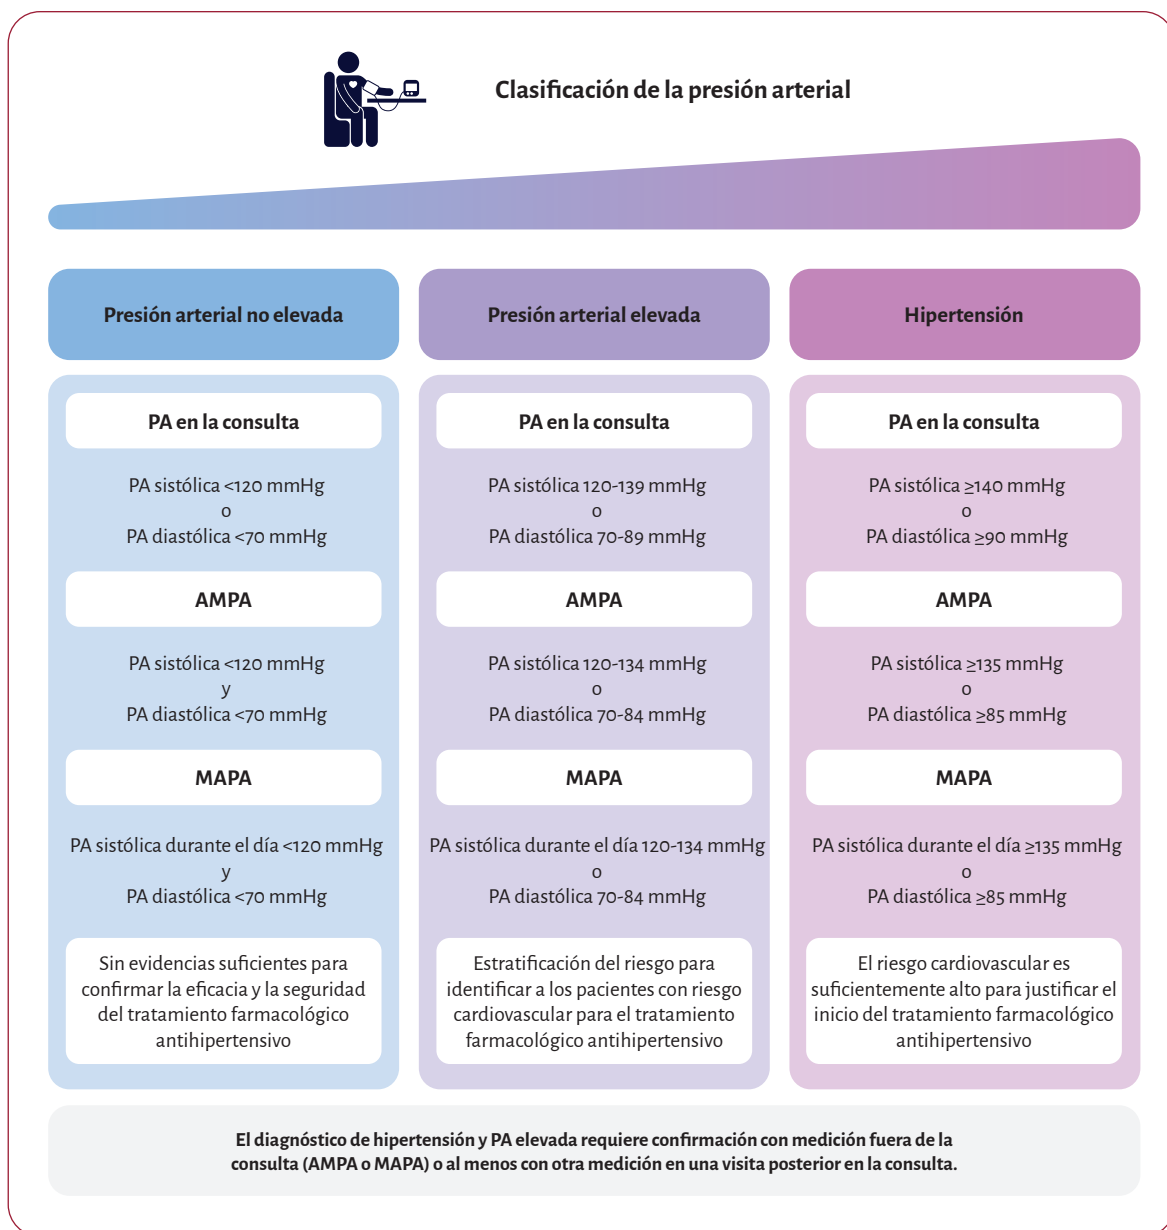 Clasificación de la presión arterial
Presión arterial no elevada
Presión arterial elevada
Hipertensión
PA en la consulta
PA sistólica <120 mmHg
o
PA diastólica <70 mmHg
AMPA
PA sistólica <120 mmHg
y
PA diastólica <70 mmHg
MAPA
PA sistólica durante el día <120 mmHg
y
PA diastólica <70 mmHg
Sin evidencias suficientes para
confirmar la eficacia y la seguridad
del tratamiento farmacológico
antihipertensivo
PA en la consulta
PA sistólica 120-139 mmHg
o
PA diastólica 70-89 mmHg
AMPA
PA sistólica 120-134 mmHg
o
PA diastólica 70-84 mmHg
MAPA
PA sistólica durante el día 120-134 mmHg
o
PA diastólica 70-84 mmHg
Estratificación del riesgo para
identificar a los pacientes con riesgo
cardiovascular para el tratamiento
farmacológico antihipertensivo
PA en la consulta
PA sistólica ≥140 mmHg
o
PA diastólica ≥90 mmHg
AMPA
PA sistólica ≥135 mmHg
o
PA diastólica ≥85 mmHg
MAPA
PA sistólica durante el día ≥135 mmHg
o
PA diastólica ≥85 mmHg
El riesgo cardiovascular es
suficientemente alto para justificar el
inicio del tratamiento farmacológico
antihipertensivo
El diagnóstico de hipertensión y PA elevada requiere confirmación con medición fuera de la
consulta (AMPA o MAPA) o al menos con otra medición en una visita posterior en la consulta.